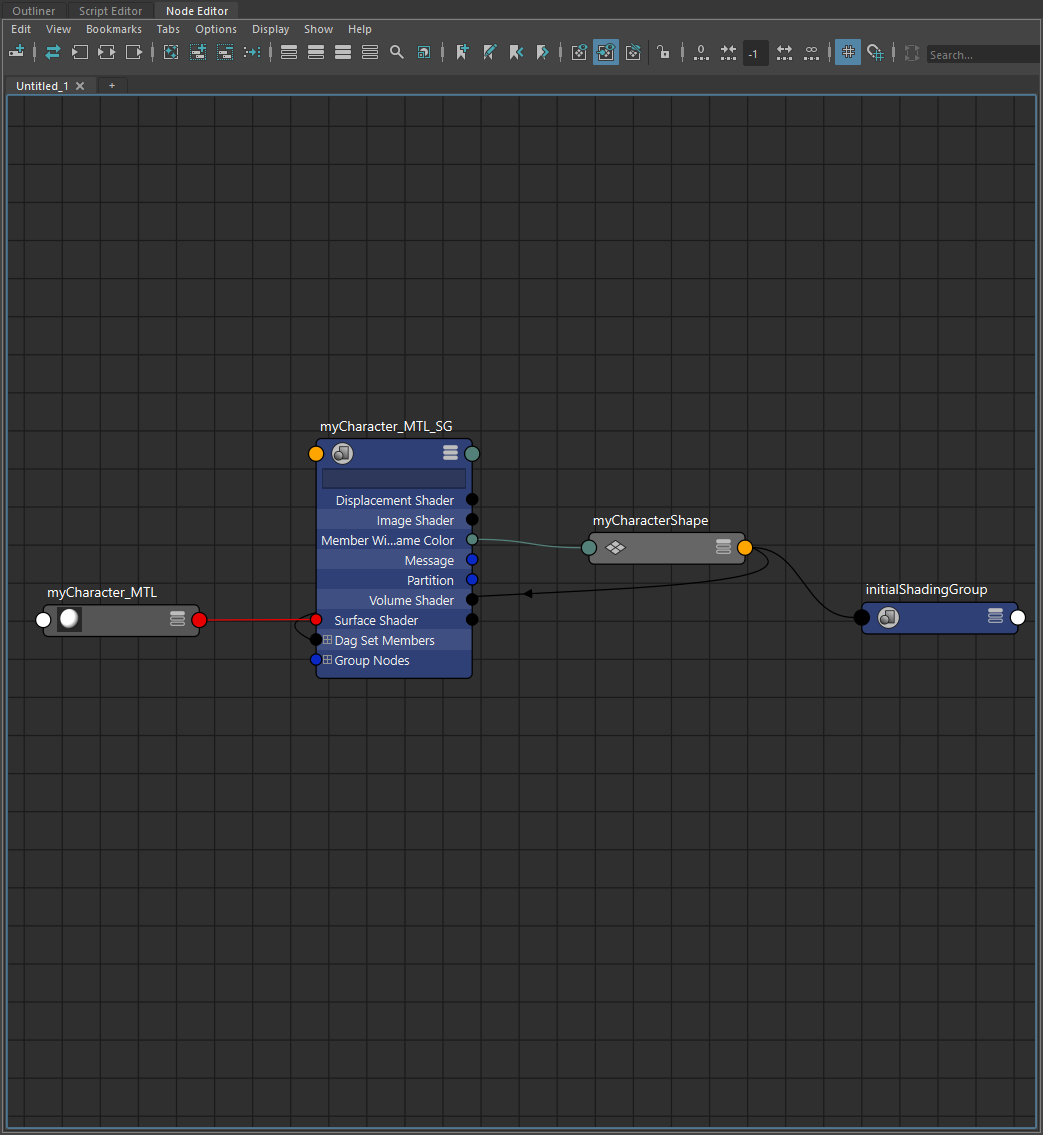 Outliner Script Editor Node Editor
Edit View Bookmarks Tabs Options Display Show Help
0 -1 ∞ Search...
Untitled_1 +
myCharacter_MTL_SG
Displacement Shader
Image Shader
Member Wi...ame Color
Message
Partition
Volume Shader
Surface Shader
Dag Set Members
Group Nodes
myCharacterShape
initialShadingGroup
myCharacter_MTL